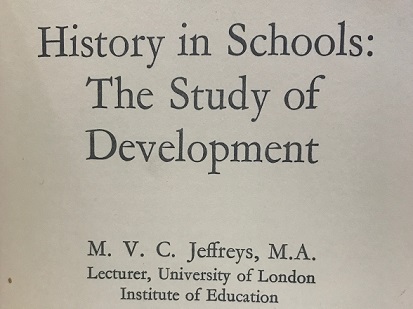 History in Schools:
The Study of
Development
M. V. C. Jeffreys, M.A.
Lecturer, University of London
Institute of Education